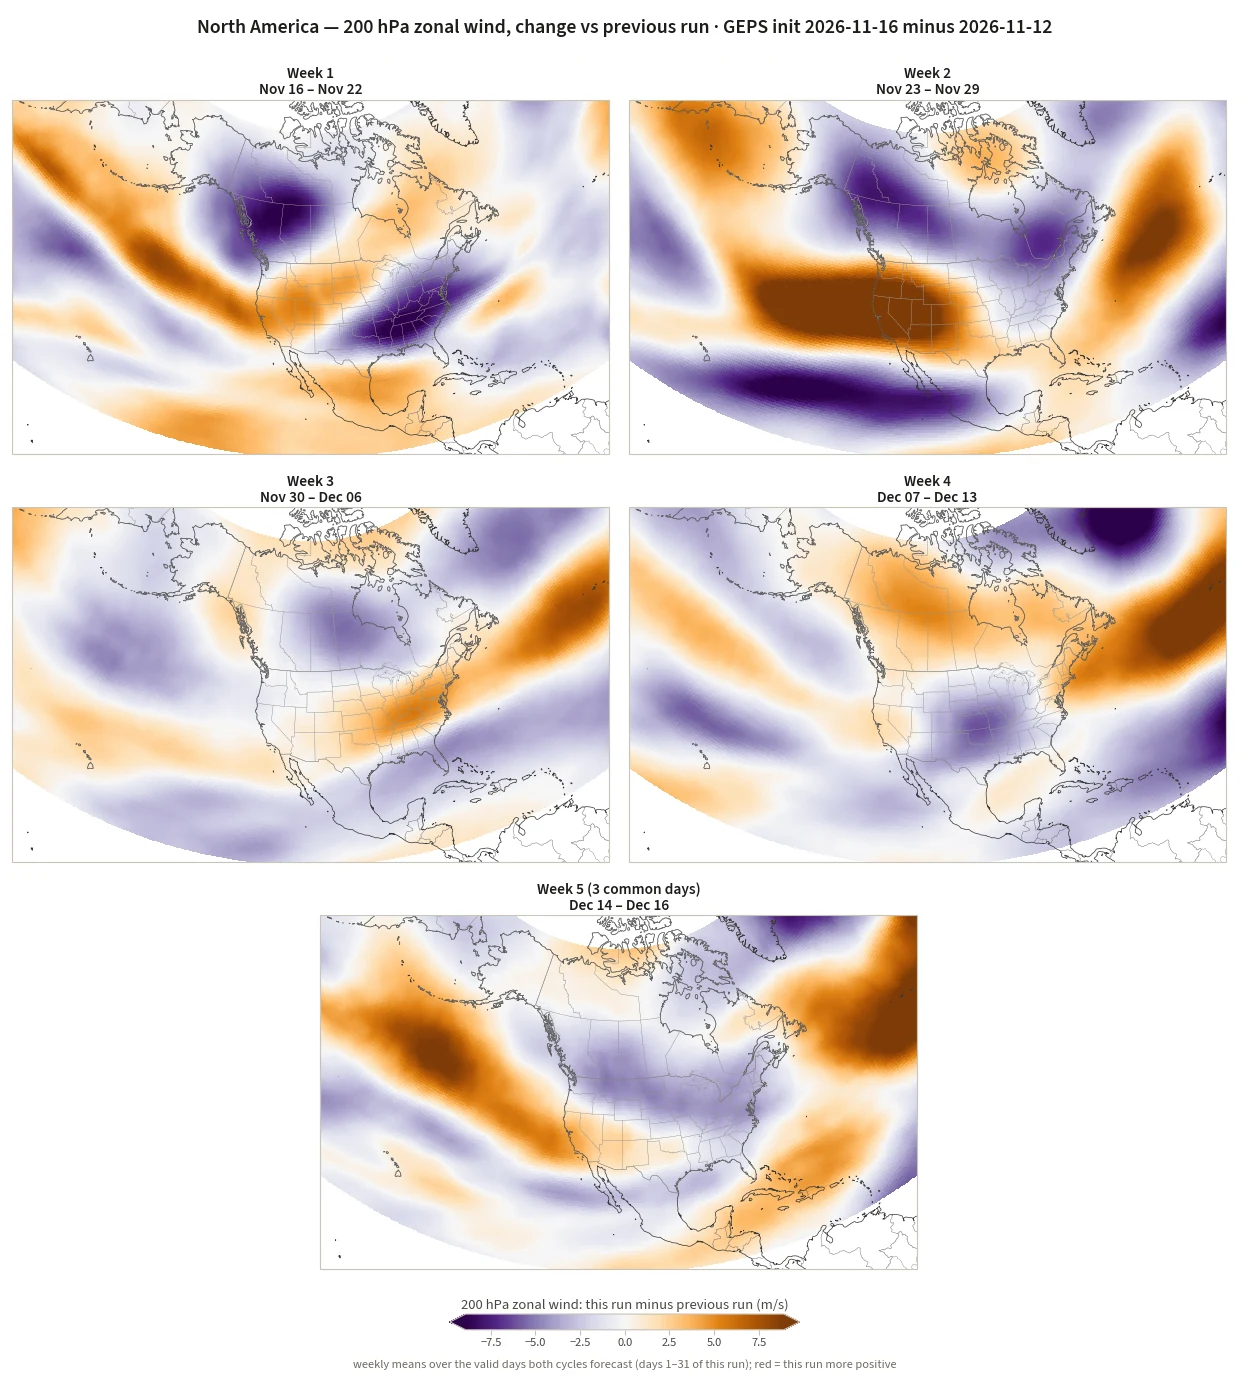 North America — 200 hPa zonal wind, change vs previous run · GEPS init 2026-11-16 minus 2026-11-12
Week 1
Nov 16 – Nov 22
Week 2
Nov 23 – Nov 29
Week 3
Nov 30 – Dec 06
Week 4
Dec 07 – Dec 13
Week 5 (3 common days)
Dec 14 – Dec 16
200 hPa zonal wind: this run minus previous run (m/s)
−7.5 −5.0 −2.5 0.0 2.5 5.0 7.5
weekly means over the valid days both cycles forecast (days 1–31 of this run); red = this run more positive